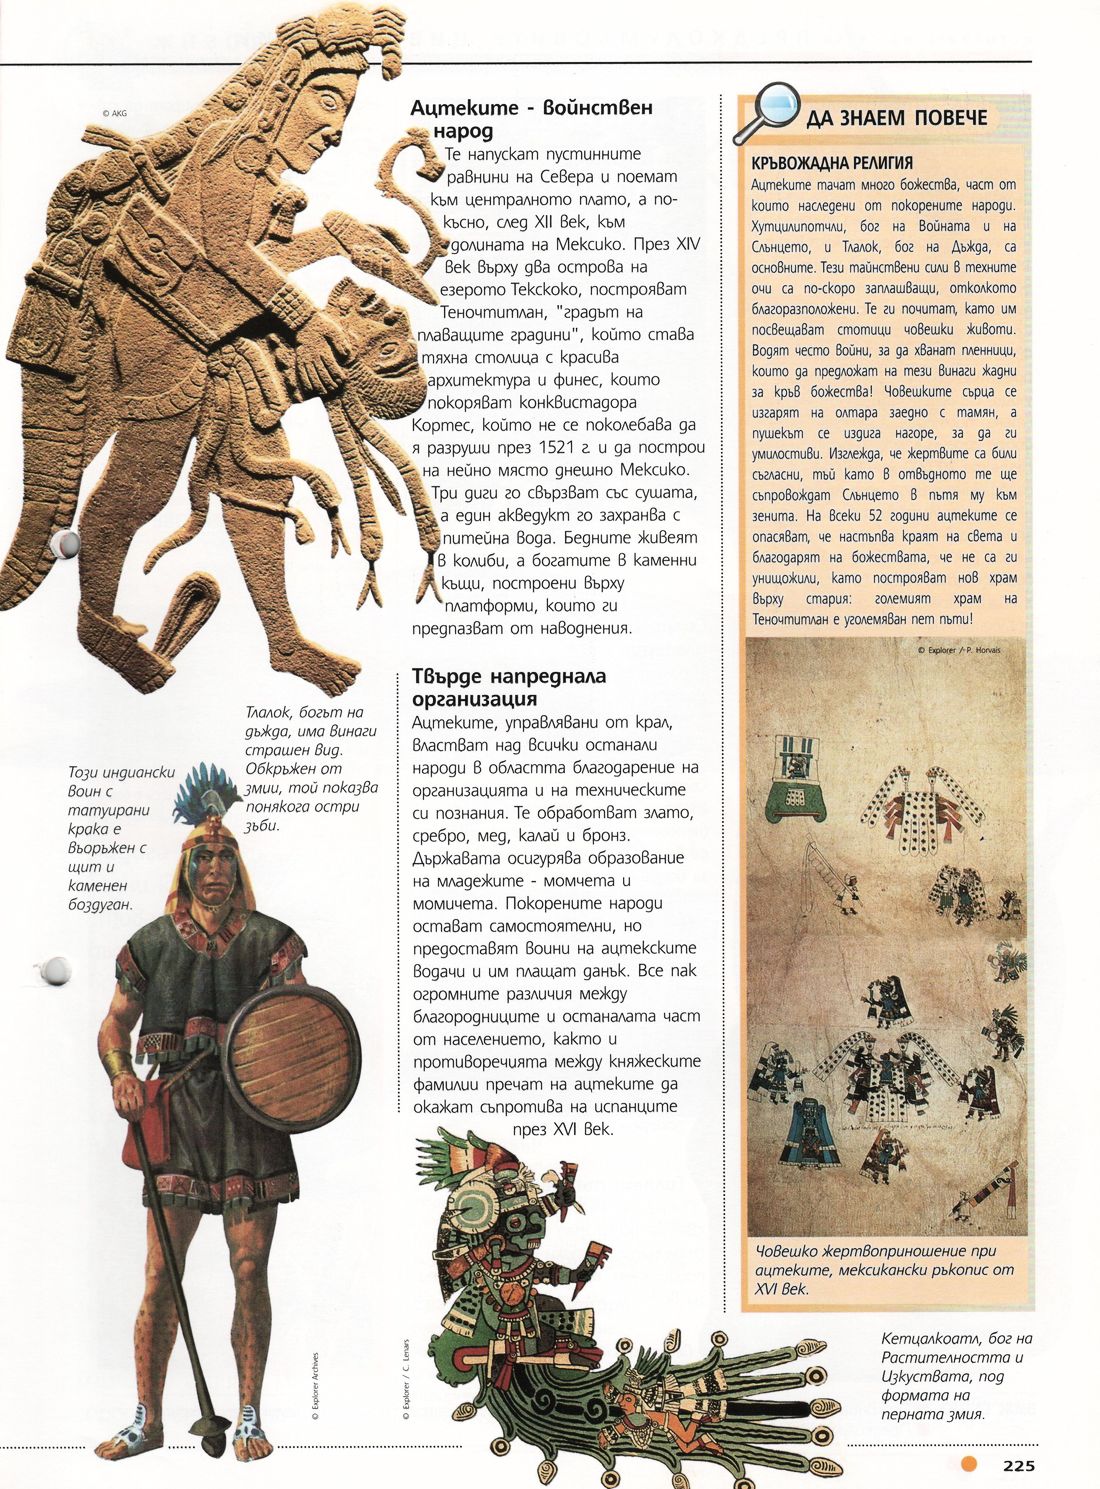 © AKG
Ацтеките - войнствен
народ
Те напускат пустинните
равнини на Севера и поемат
към централното плато, а по-
късно, след XII век, към
долината на Мексико. През XIV
век върху два острова на
езерото Текскоко, построяват
Теночтитлан, "градът на
плаващите градини", който става
тяхна столица с красива
архитектура и финес, които
покоряват конквистадора
Кортес, който не се поколебава да
я разруши през 1521 г. и да построи
на нейно място днешно Мексико.
Три диги го свързват със сушата,
а един акведукт го захранва с
питейна вода. Бедните живеят
в колиби, а богатите в каменни
къщи, построени върху
платформи, които ги
предпазват от наводнения.
Твърде напреднала
организация
Ацтеките, управлявани от крал,
властват над всички останали
народи в областта благодарение на
организацията и на техническите
си познания. Те обработват злато,
сребро, мед, калай и бронз.
Държавата осигурява образование
на младежите - момчета и
момичета. Покорените народи
остават самостоятелни, но
предоставят воини на ацтекските
водачи и им плащат данък. Все пак
огромните различия между
благородниците и останалата част
от населението, както и
противоречията между княжеските
фамилии пречат на ацтеките да
окажат съпротива на испанците
през XVI век.
Тлалок, богът на
дъжда, има винаги
страшен вид.
Обкръжен от
змии, той показва
понякога остри
зъби.
Този индиански
воин с
татуирани
крака е
въоръжен с
щит и
каменен
боздуган.
© Explorer Archives
© Explorer / C. Lenars
ДА ЗНАЕМ ПОВЕЧЕ
КРЪВОЖАДНА РЕЛИГИЯ
Ацтеките тачат много божества, част от
които наследени от покорените народи.
Хутцилипотчли, бог на Войната и на
Слънцето, и Тлалок, бог на Дъжда, са
основните. Тези тайнствени сили в техните
очи са по-скоро заплашващи, отколкото
благоразположени. Те ги почитат, като им
посвещават стотици човешки животи.
Водят често войни, за да хванат пленници,
които да предложат на тези винаги жадни
за кръв божества! Човешките сърца се
изгарят на олтара заедно с тамян, а
пушекът се издига нагоре, за да ги
умилостиви. Изглежда, че жертвите са били
съгласни, тъй като в отвъдното те ще
съпровождат Слънцето в пътя му към
зенита. На всеки 52 години ацтеките се
опасяват, че настъпва краят на света и
благодарят на божествата, че не са ги
унищожили, като построяват нов храм
върху стария: големият храм на
Теночтитлан е уголемяван пет пъти!
© Explorer / P. Horvais
Човешко жертвоприношение при
ацтеките, мексикански ръкопис от
XVI век.
Кетцалкоатл, бог на
Растителността и
Изкуствата, под
формата на
перната змия.
225